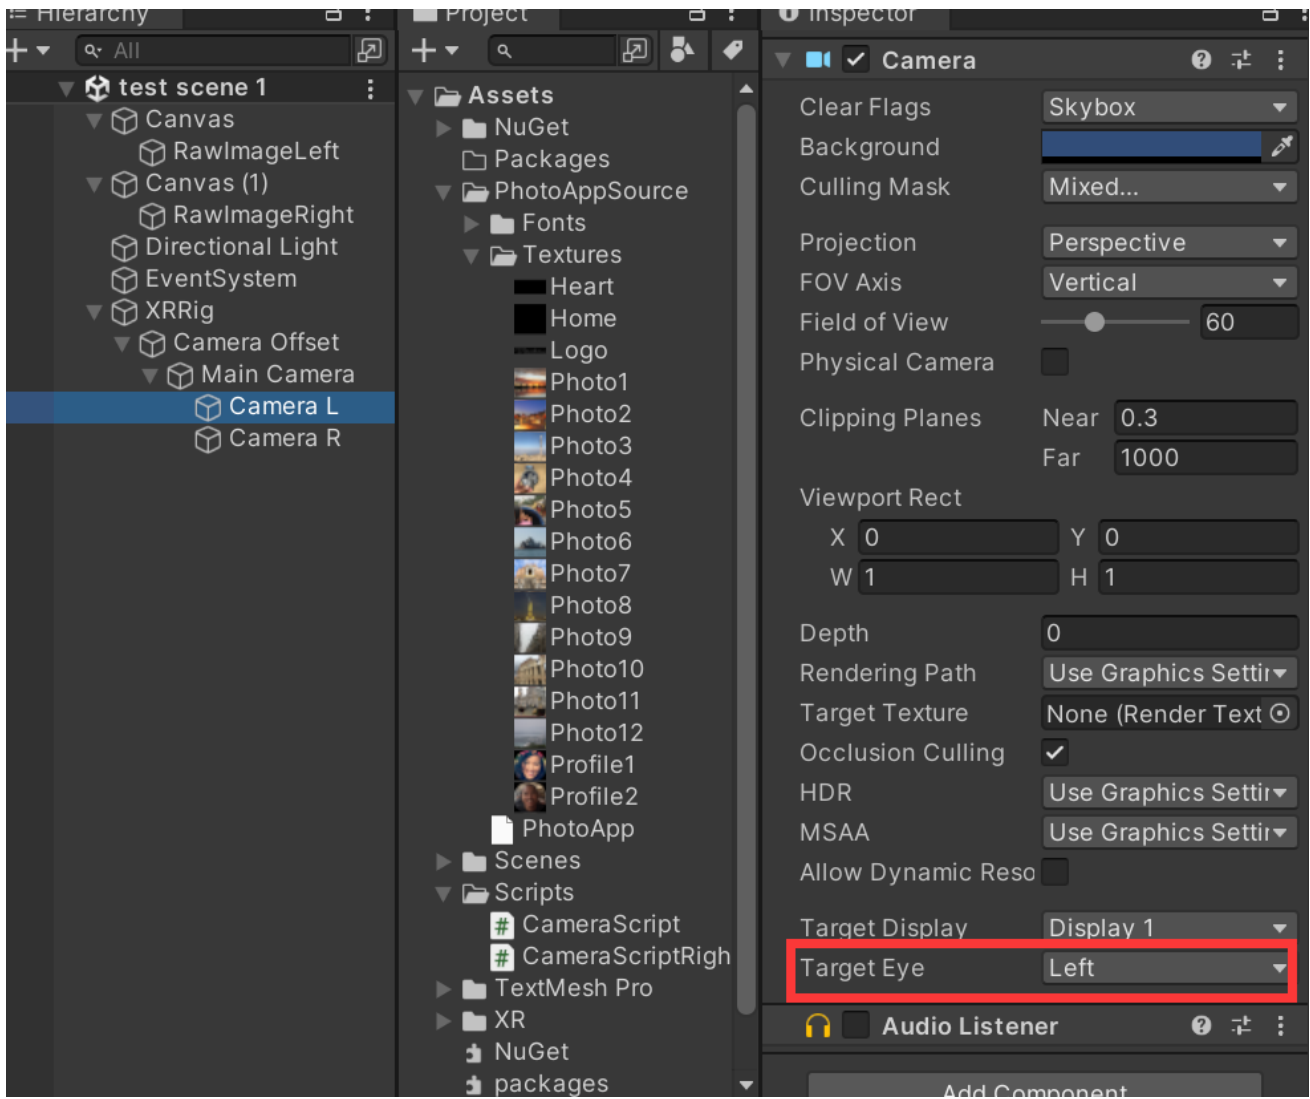 Hierarchy
All
test scene 1
Canvas
RawImageLeft
Canvas (1)
RawImageRight
Directional Light
EventSystem
XRRig
Camera Offset
Main Camera
Camera L
Camera R
Project
Assets
NuGet
Packages
PhotoAppSource
Fonts
Textures
Heart
Home
Logo
Photo1
Photo2
Photo3
Photo4
Photo5
Photo6
Photo7
Photo8
Photo9
Photo10
Photo11
Photo12
Profile1
Profile2
PhotoApp
Scenes
Scripts
# CameraScript
# CameraScriptRigh
TextMesh Pro
XR
NuGet
packages
Inspector
Camera
Clear Flags Skybox
Background
Culling Mask Mixed...
Projection Perspective
FOV Axis Vertical
Field of View 60
Physical Camera
Clipping Planes Near 0.3
Far 1000
Viewport Rect
X 0 Y 0
W 1 H 1
Depth 0
Rendering Path Use Graphics Settir
Target Texture None (Render Text
Occlusion Culling
HDR Use Graphics Settir
MSAA Use Graphics Settir
Allow Dynamic Reso
Target Display Display 1
Target Eye Left
Audio Listener
Add Component